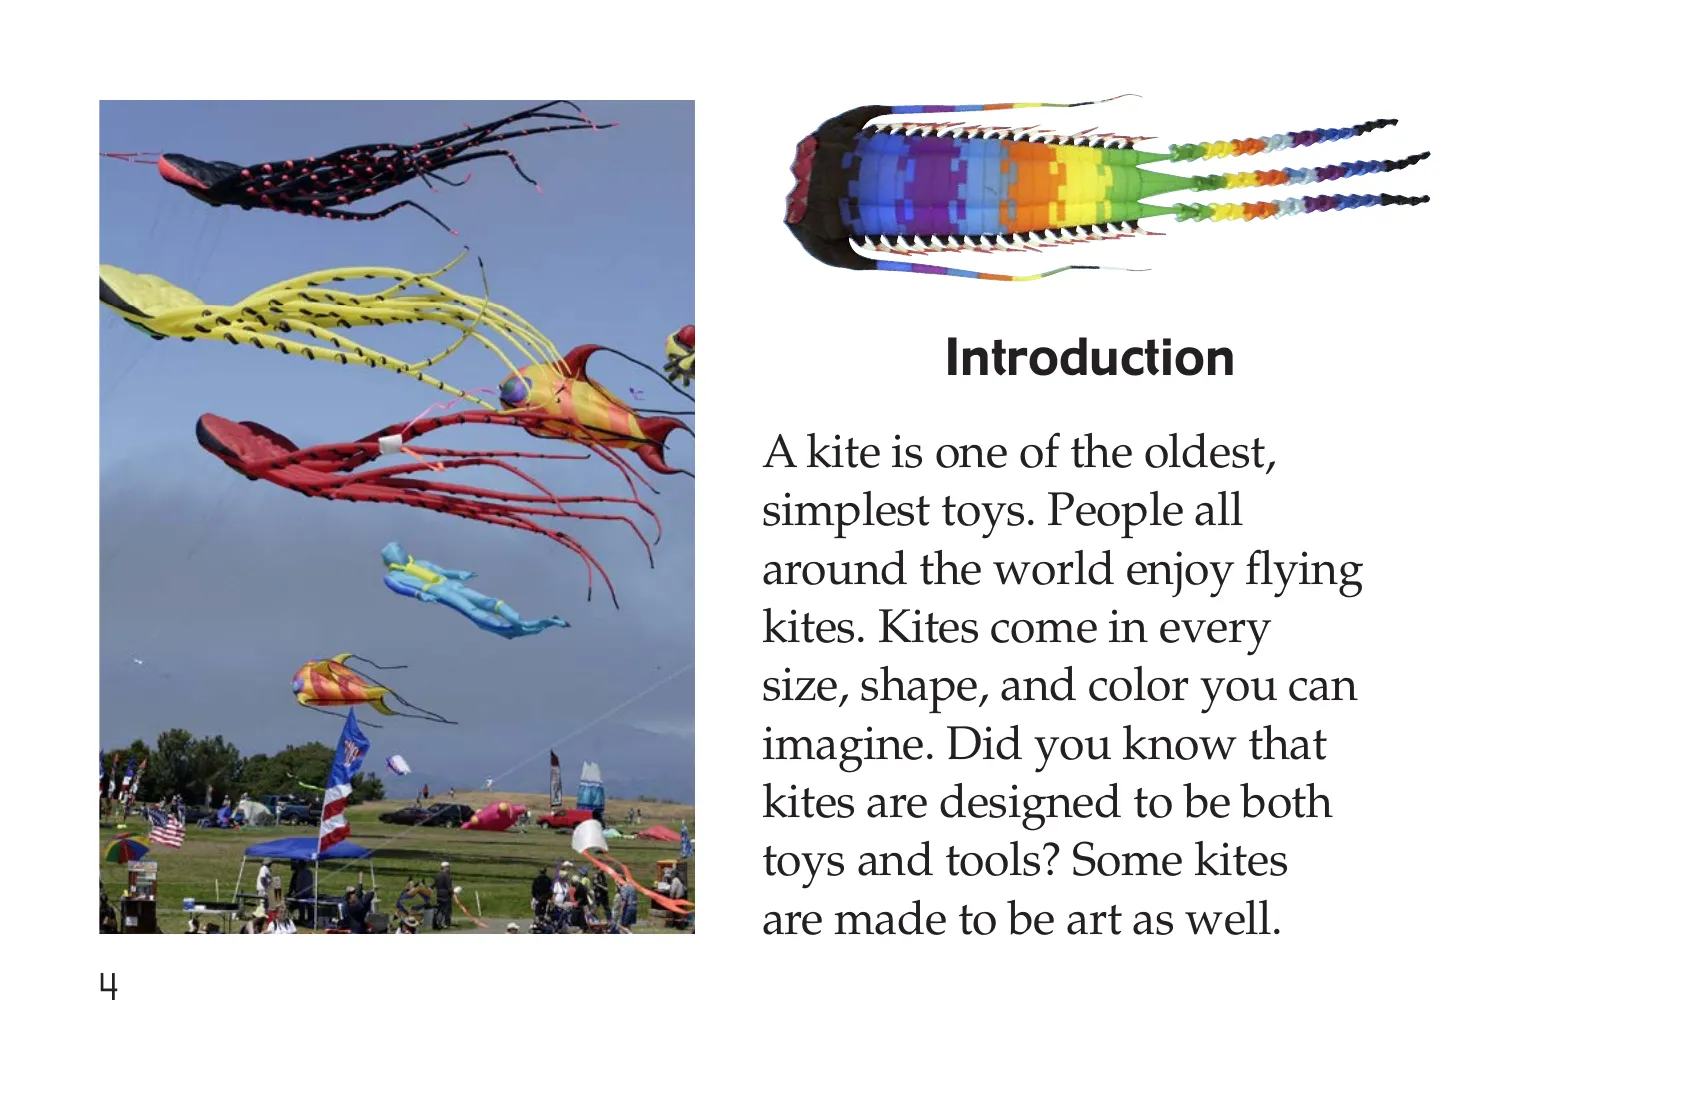 Introduction
A kite is one of the oldest,
simplest toys. People all
around the world enjoy flying
kites. Kites come in every
size, shape, and color you can
imagine. Did you know that
kites are designed to be both
toys and tools? Some kites
are made to be art as well.
4